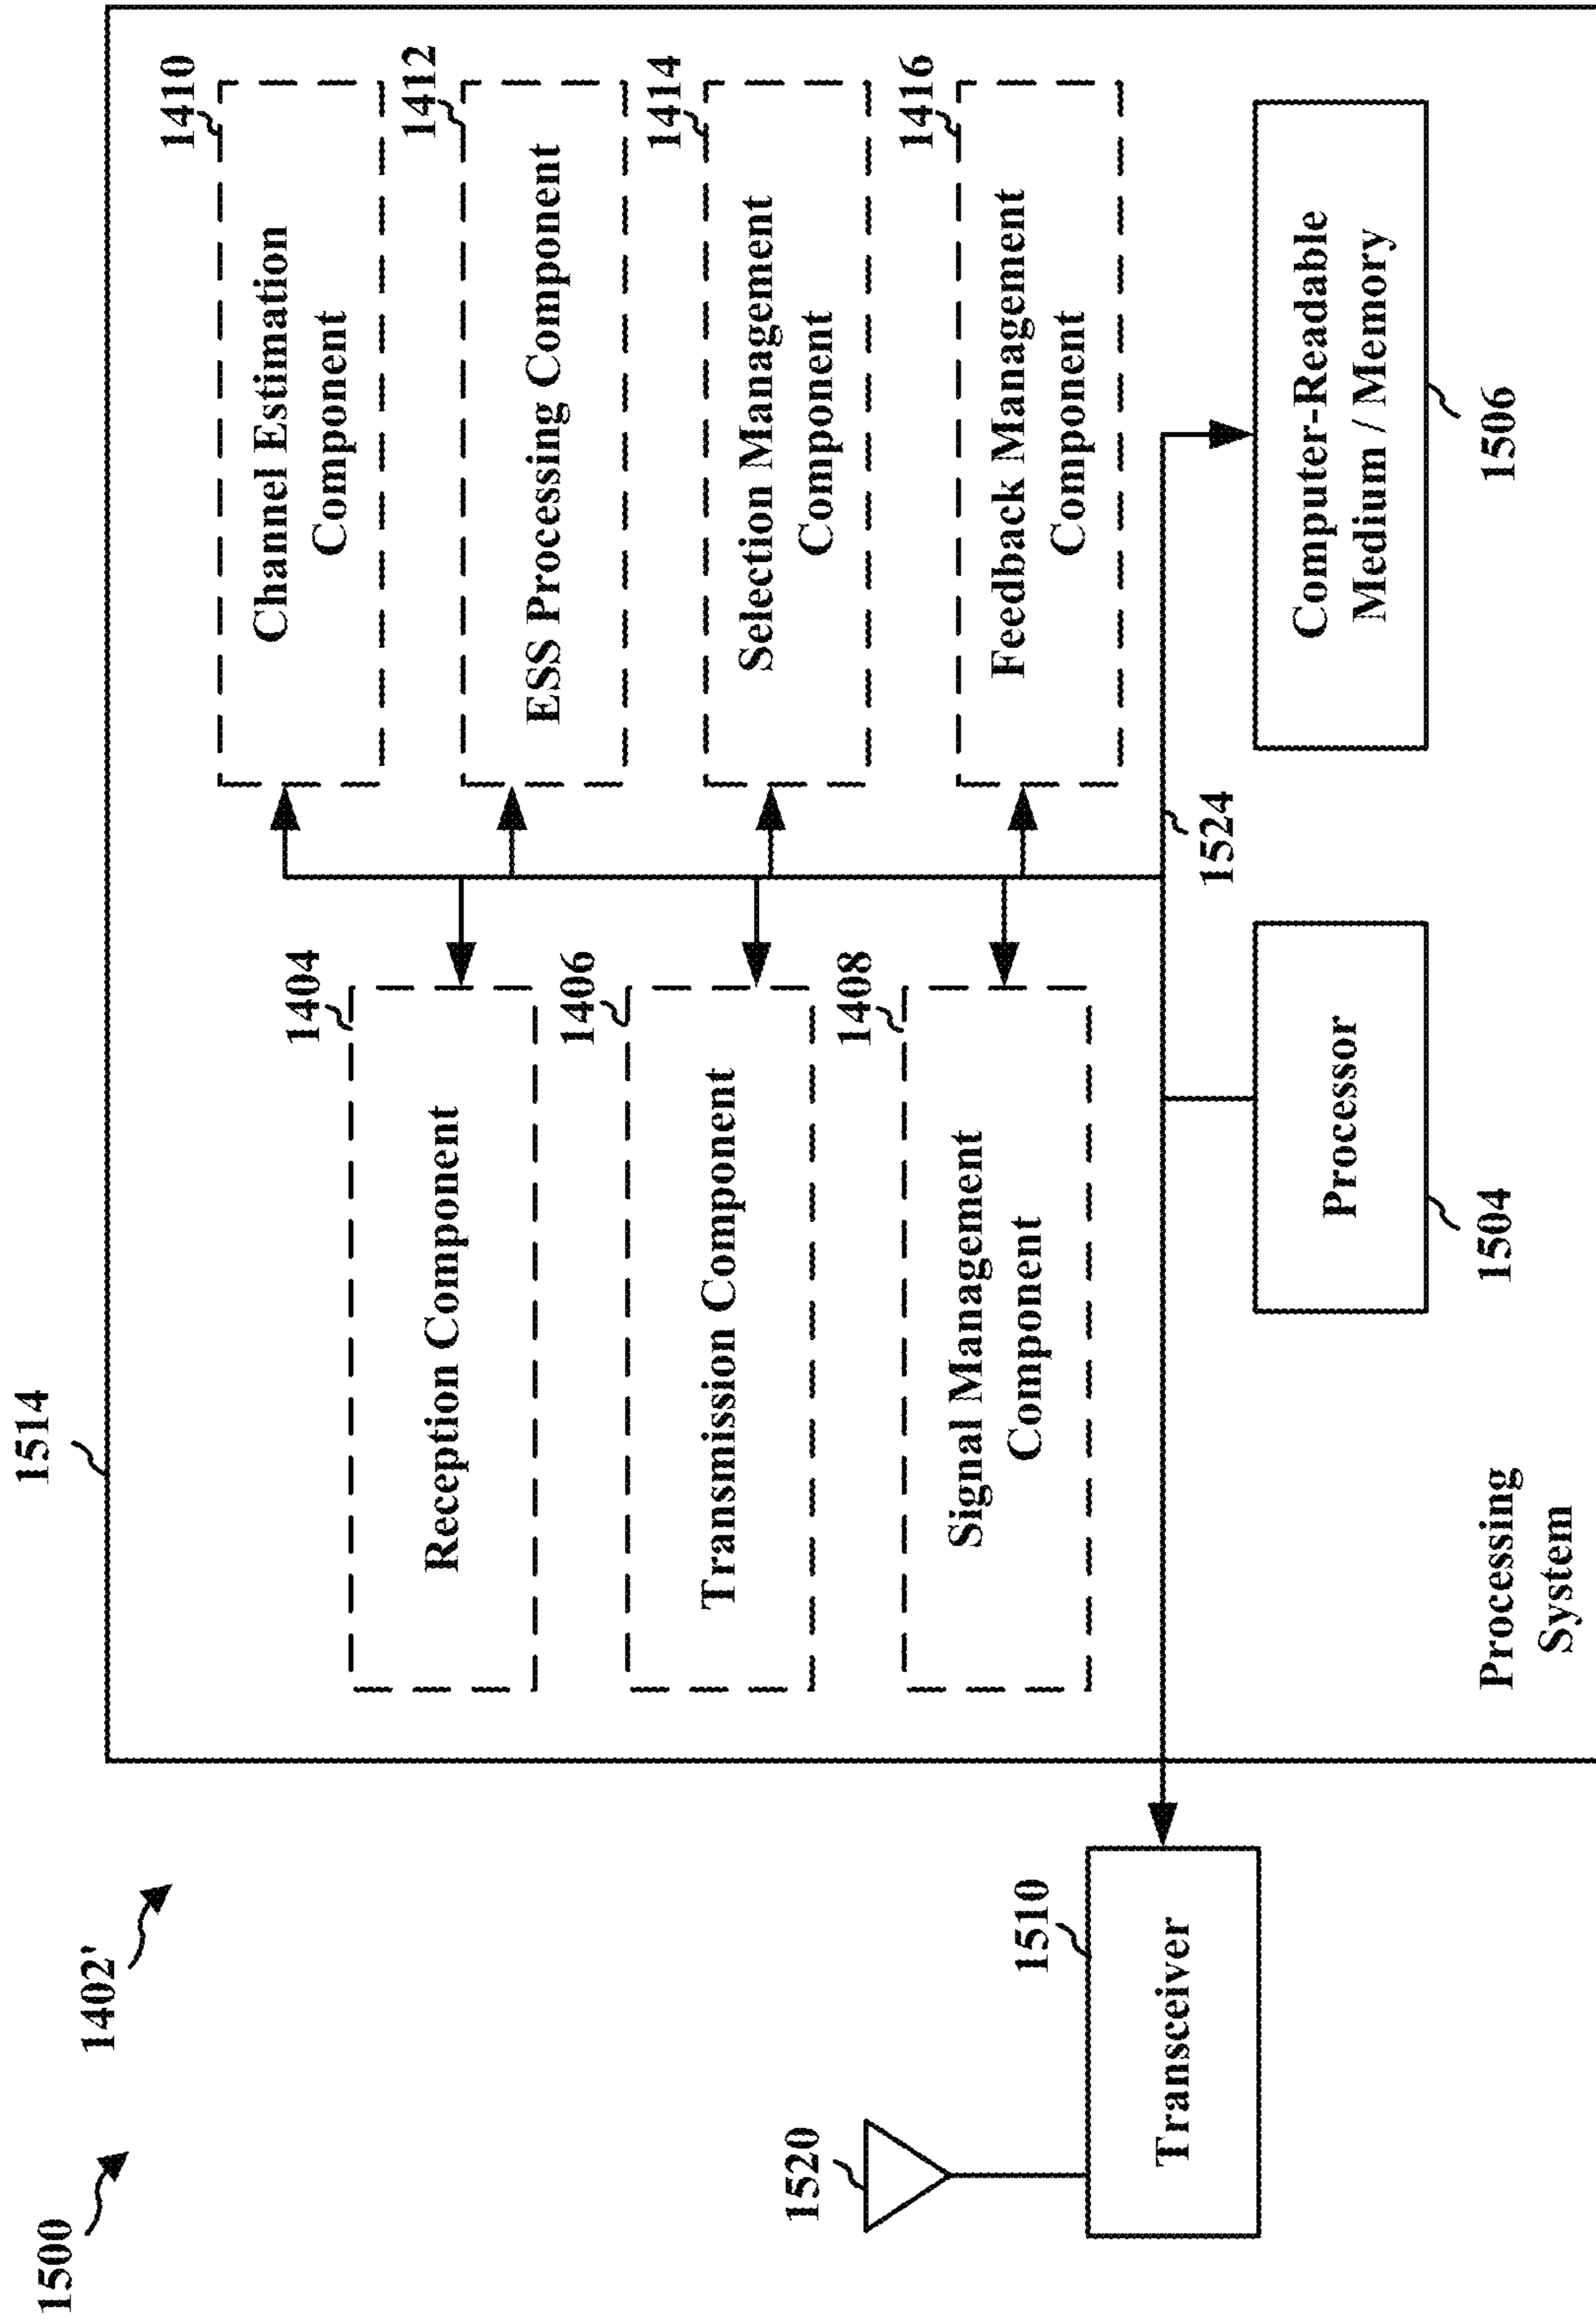 1500
1402'
1514
1520
1510
Transceiver
1404
Reception Component
1406
Transmission Component
1408
Signal Management
Component
1410
Channel Estimation
Component
1412
ESS Processing Component
1414
Selection Management
Component
1416
Feedback Management
Component
1524
Processor
1504
Computer-Readable
Medium / Memory
1506
Processing
System